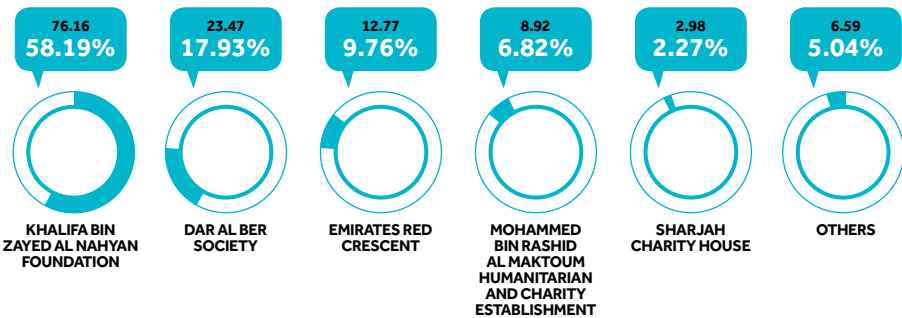 76.16
58.19%
23.47
17.93%
12.77
9.76%
8.92
6.82%
2.98
2.27%
6.59
5.04%
KHALIFA BIN
ZAYED AL NAHYAN
FOUNDATION
DAR AL BER
SOCIETY
EMIRATES RED
CRESCENT
MOHAMMED
BIN RASHID
AL MAKTOUM
HUMANITARIAN
AND CHARITY
ESTABLISHMENT
SHARJAH
CHARITY HOUSE
OTHERS